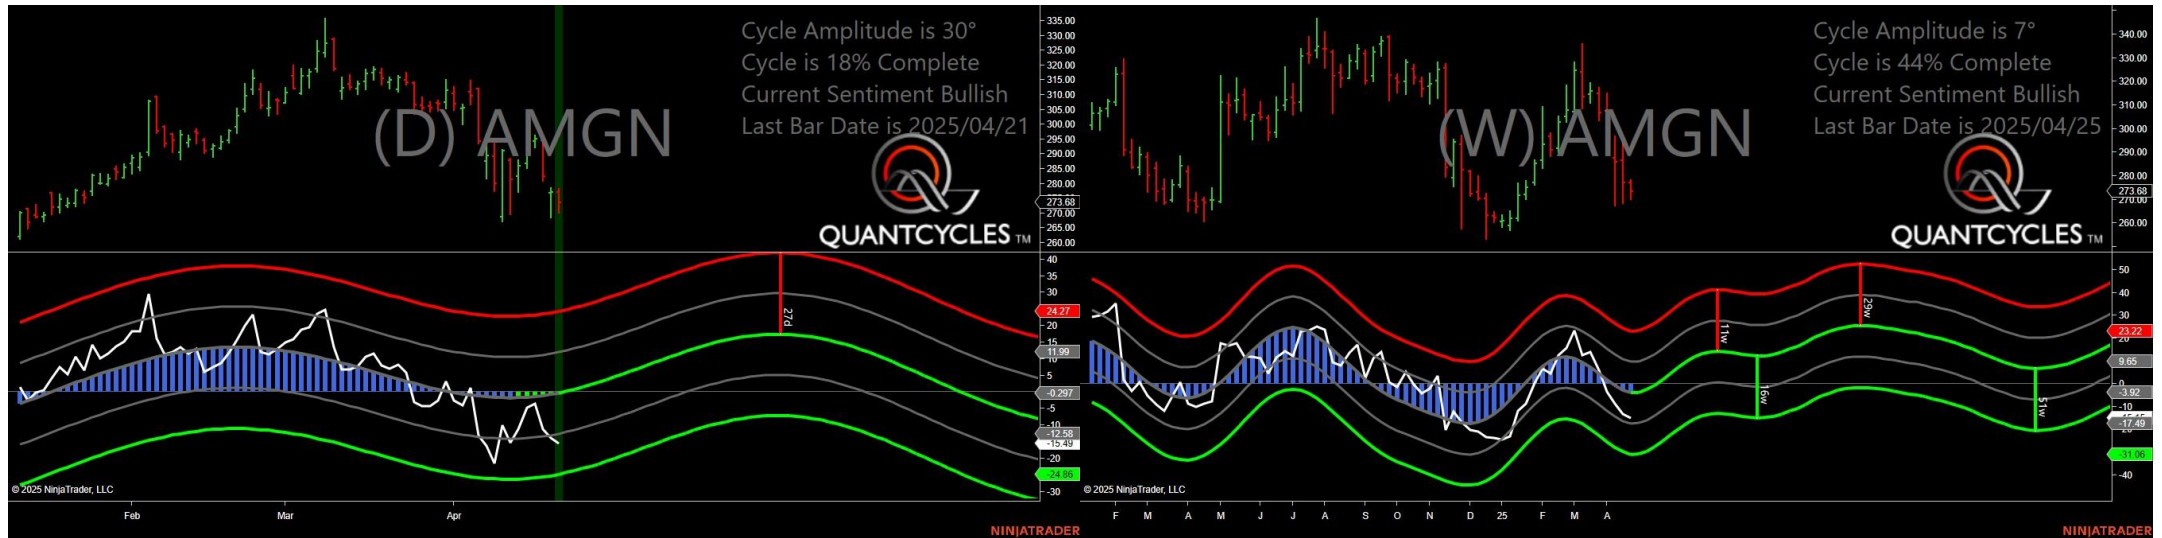 Cycle Amplitude is 30°
Cycle is 18% Complete
Current Sentiment Bullish
Last Bar Date is 2025/04/21
(D) AMGN
QUANTCYCLES TM
335.00
330.00
325.00
320.00
315.00
310.00
305.00
300.00
295.00
290.00
285.00
280.00
273.68
270.00
265.00
260.00
40
35
30
24.27
20
15
11.99
5
-0.297
-5
-10
-12.58
-15.49
-20
-24.86
-30
27d
© 2025 NinjaTrader, LLC
Feb
Mar
Apr
NINJATRADER
Cycle Amplitude is 7°
Cycle is 44% Complete
Current Sentiment Bullish
Last Bar Date is 2025/04/25
(W) AMGN
QUANTCYCLES TM
340.00
330.00
320.00
310.00
300.00
290.00
280.00
273.68
270.00
260.00
50
40
30
23.22
20
9.65
0
-3.92
-10
-17.49
-31.06
-40
11w
16w
29w
51w
© 2025 NinjaTrader, LLC
F
M
A
M
J
J
A
S
O
N
D
25
F
M
A
NINJATRADER